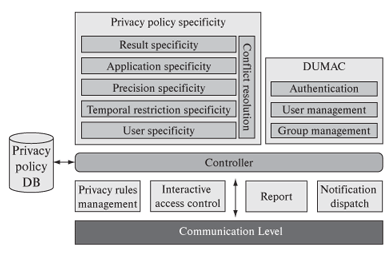 Privacy policy specificity
Result specificity
Application specificity
Precision specificity
Temporal restriction specificity
User specificity
Conflict resolution
DUMAC
Authentication
User management
Group management
Privacy
policy
DB
Controller
Privacy rules
management
Interactive
access control
Report
Notification
dispatch
Communication Level